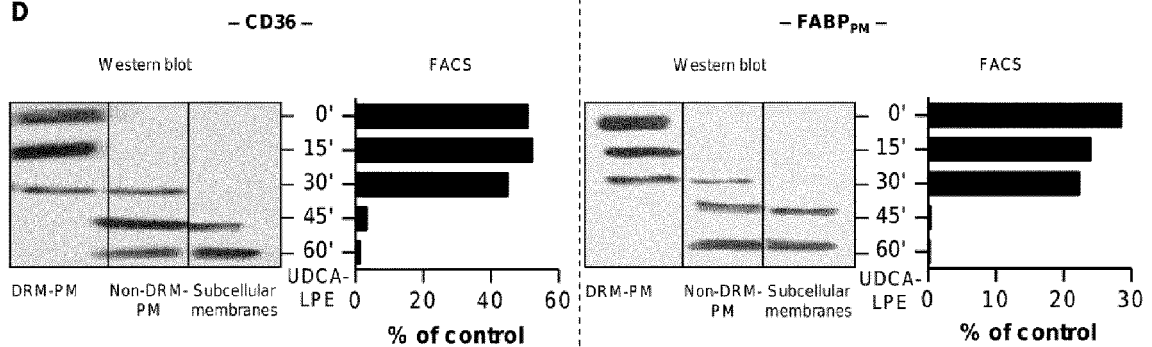 D
– CD36 –
– FABPPM –
Western blot
FACS
Western blot
FACS
0'
15'
30'
45'
60'
UDCA-
LPE
DRM-PM
Non-DRM-
PM
Subcellular
membranes
0 20 40 60
% of control
0'
15'
30'
45'
60'
UDCA-
LPE
DRM-PM
Non-DRM-
PM
Subcellular
membranes
0 10 20 30
% of control